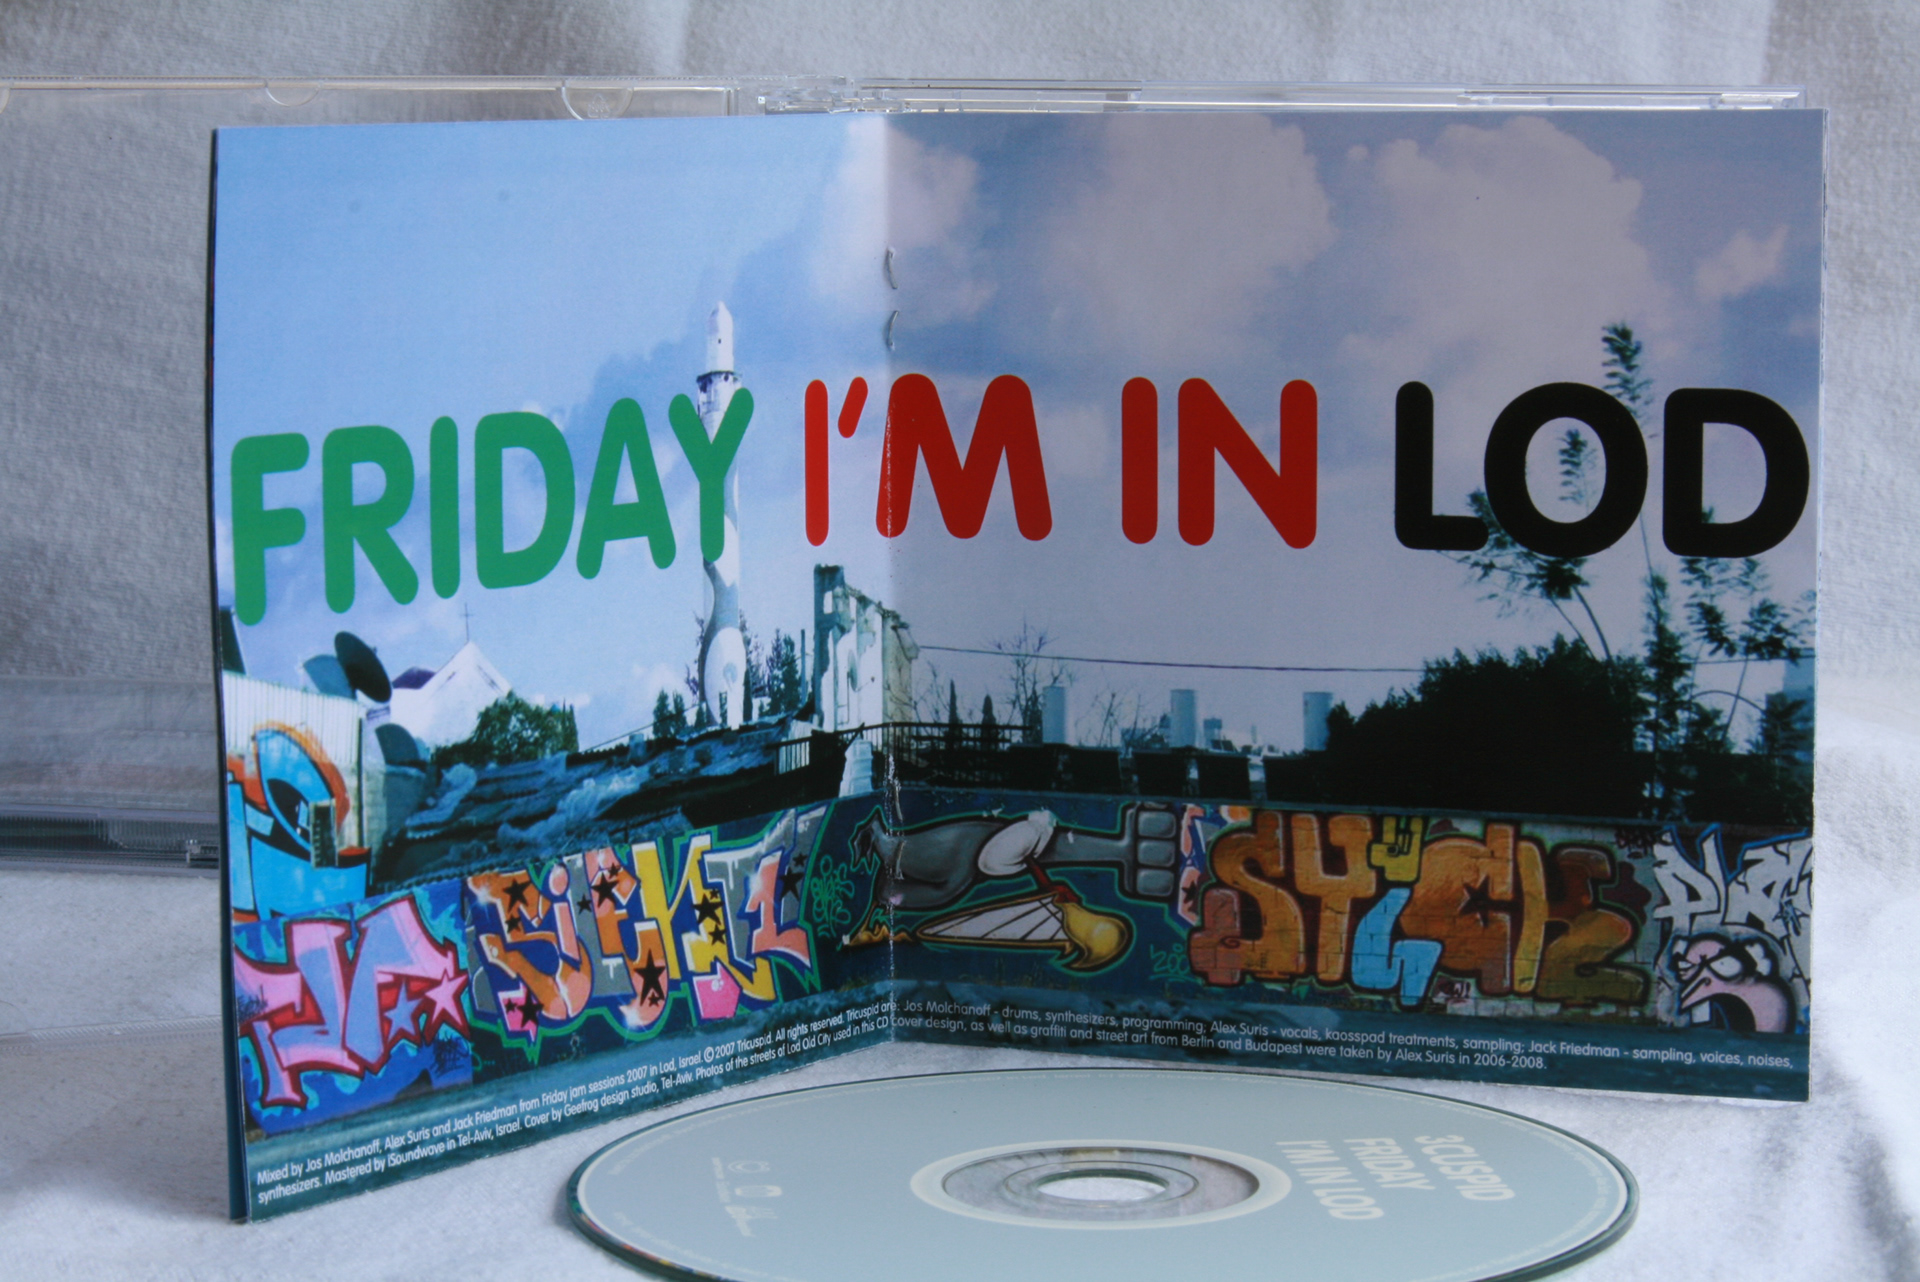 FRIDAY I'M IN LOD
SiEKI1
SYiCK
Mixed by Jos Molchanoff, Alex Suris and Jack Friedman from Friday jam sessions 2007 in Lod, Israel. © 2007 Tricuspid. All rights reserved. Tricuspid are: Jos Molchanoff - drums, synthesizers, programming; Alex Suris - vocals, kaosspad treatments, sampling; Jack Friedman - sampling, voices, noises,
synthesizers. Mastered by iSoundwave in Tel-Aviv, Israel. Cover by Geefrog design studio, Tel-Aviv. Photos of the streets of Lod Old City used in this CD cover design, as well as graffiti and street art from Berlin and Budapest were taken by Alex Suris in 2006-2008.
3CUSPID
FRIDAY
I'M IN LOD